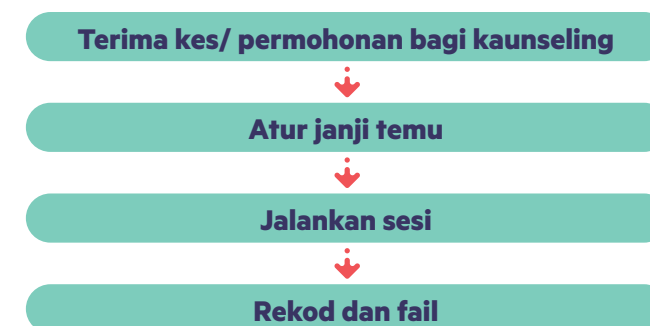 Terima kes/ permohonan bagi kaunseling
Atur janji temu
Jalankan sesi
Rekod dan fail